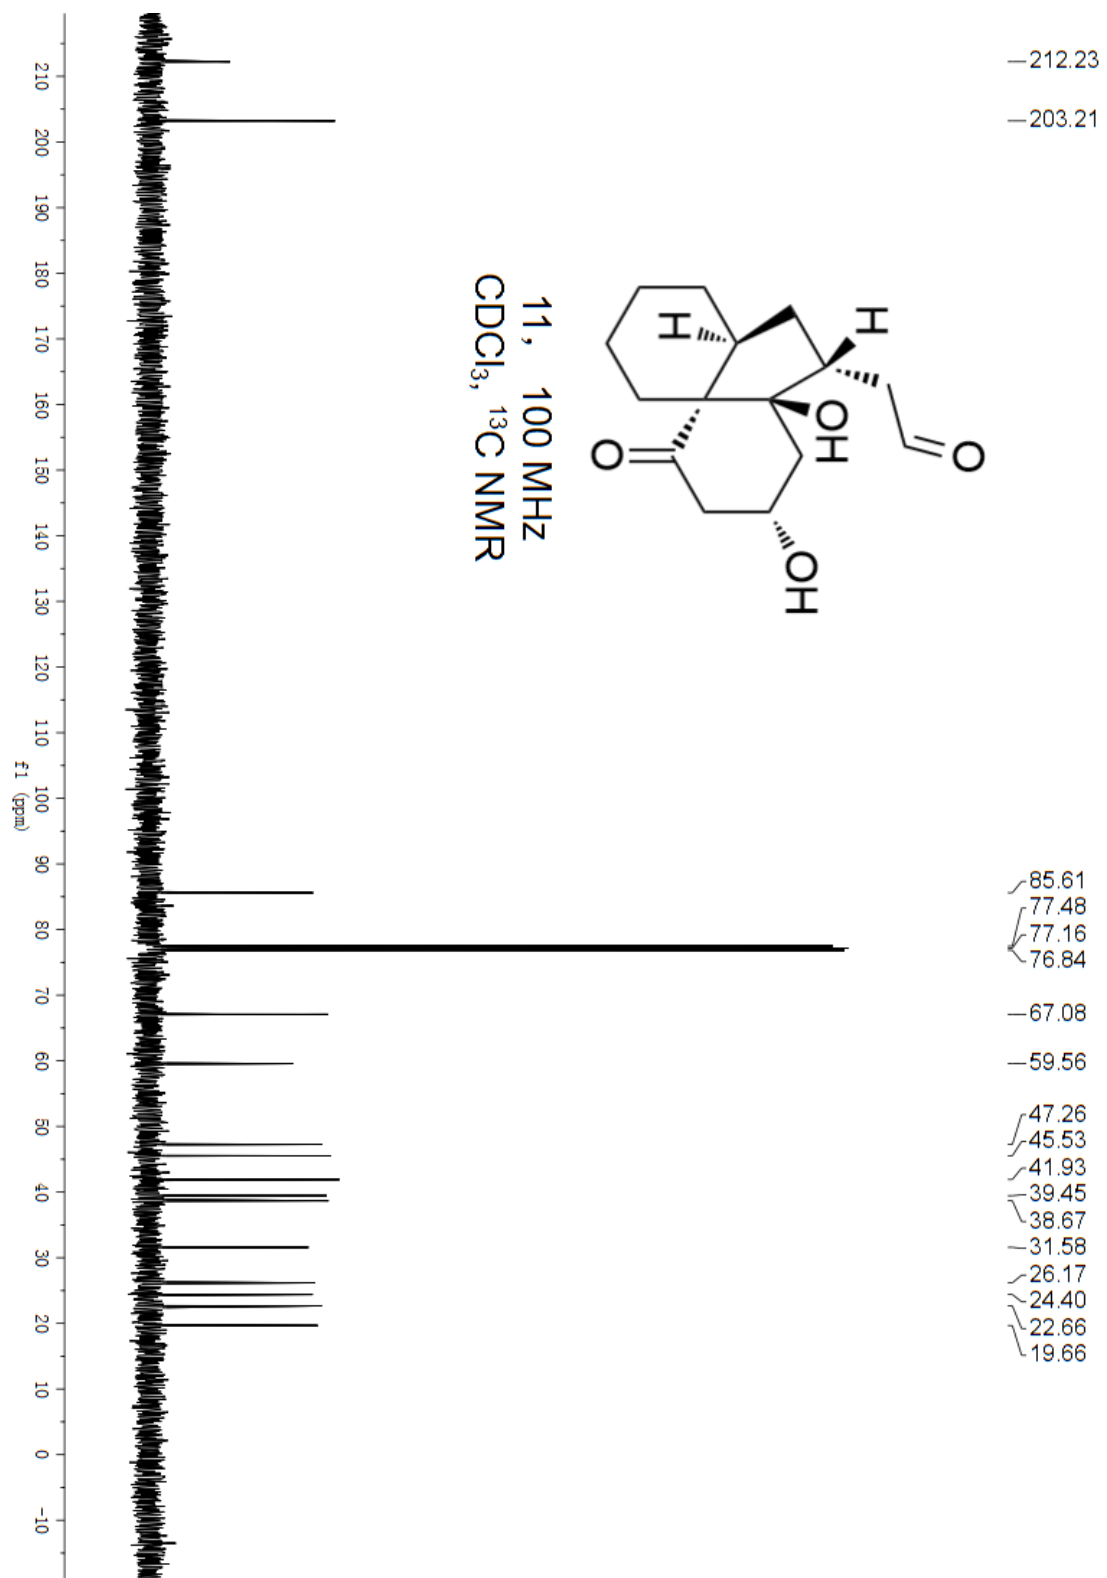 212.23
203.21
H
H
HO
O
O
HO
11, 100 MHz
CDCl₃, ¹³C NMR
85.61
77.48
77.16
76.84
67.08
59.56
47.26
45.53
41.93
39.45
38.67
31.58
26.17
24.40
22.66
19.66
210 200 190 180 170 160 150 140 130 120 110 100 90 80 70 60 50 40 30 20 10 0 -10
f1 (ppm)